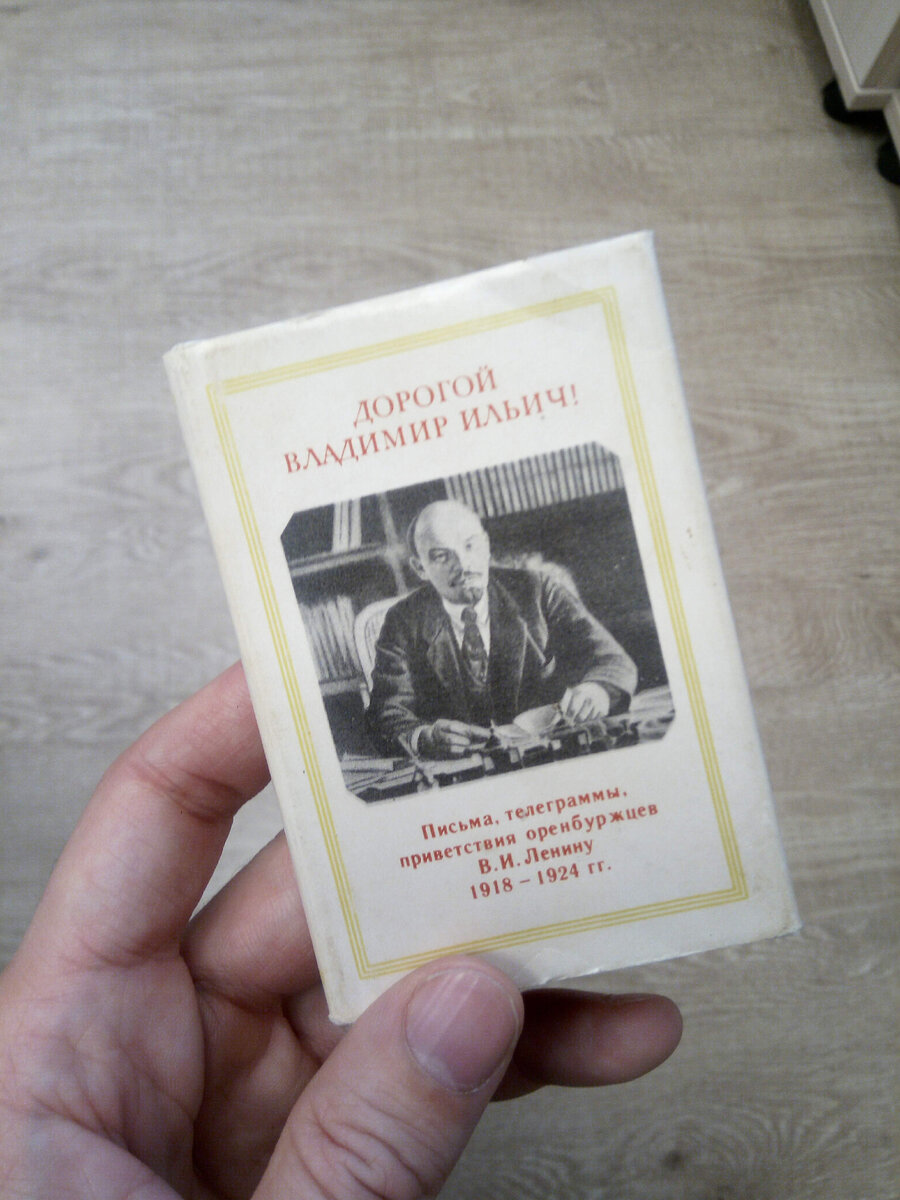 ДОРОГОЙ
ВЛАДИМИР ИЛЬИЧ!
Письма, телеграммы,
приветствия оренбуржцев
В.И. Ленину
1918 – 1924 гг.